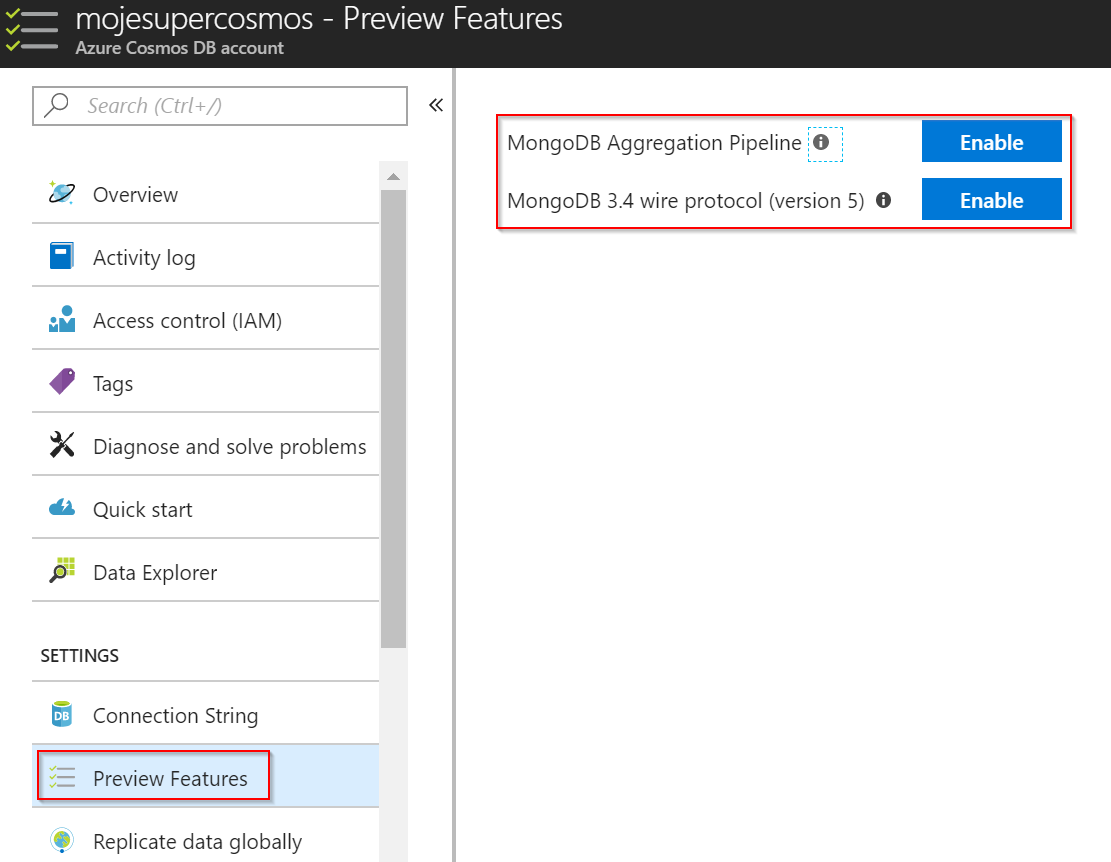 mojesupercosmos - Preview Features
Azure Cosmos DB account
Search (Ctrl+/)
«
Overview
Activity log
Access control (IAM)
Tags
Diagnose and solve problems
Quick start
Data Explorer
SETTINGS
DB
Connection String
Preview Features
Replicate data globally
MongoDB Aggregation Pipeline
Enable
MongoDB 3.4 wire protocol (version 5)
Enable